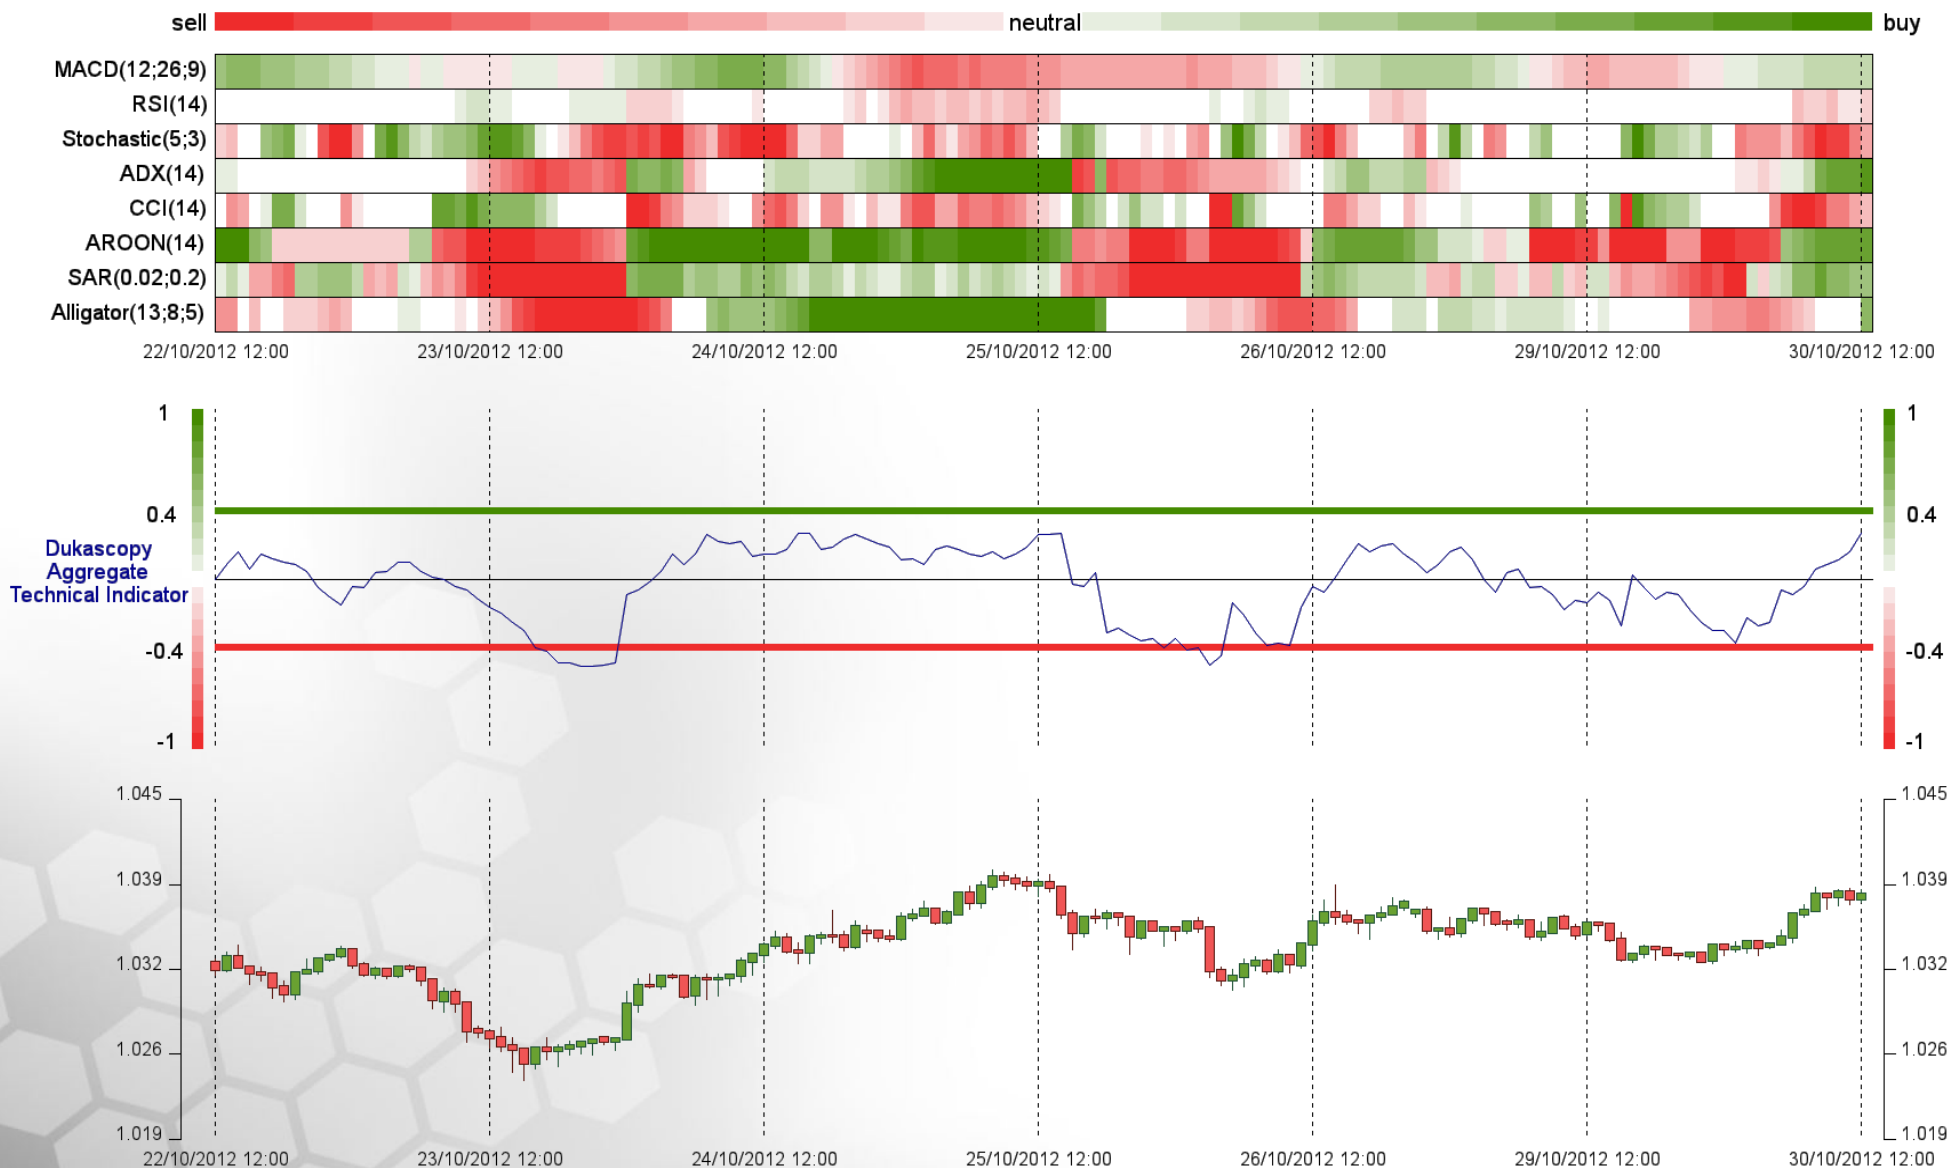 sell neutral buy
MACD(12;26;9)
RSI(14)
Stochastic(5;3)
ADX(14)
CCI(14)
AROON(14)
SAR(0.02;0.2)
Alligator(13;8;5)
22/10/2012 12:00 23/10/2012 12:00 24/10/2012 12:00 25/10/2012 12:00 26/10/2012 12:00 29/10/2012 12:00 30/10/2012 12:00
1 1
0.4 0.4
Dukascopy
Aggregate
Technical Indicator
-0.4 -0.4
-1 -1
1.045 1.045
1.039 1.039
1.032 1.032
1.026 1.026
1.019 1.019
22/10/2012 12:00 23/10/2012 12:00 24/10/2012 12:00 25/10/2012 12:00 26/10/2012 12:00 29/10/2012 12:00 30/10/2012 12:00